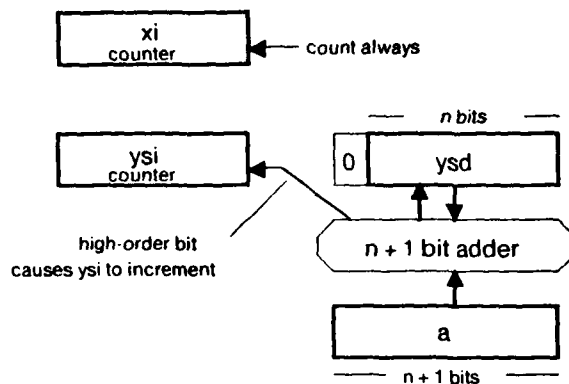 xi
counter
count always
n bits
ysi
counter
0
ysd
high-order bit
causes ysi to increment
n + 1 bit adder
a
n + 1 bits